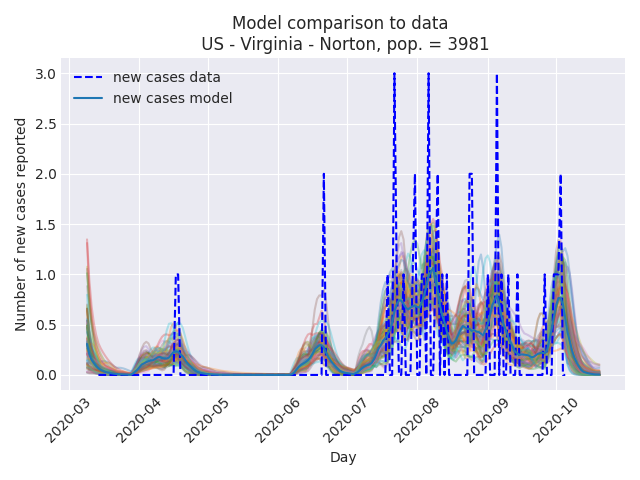 Model comparison to data
US - Virginia - Norton, pop. = 3981
new cases data
new cases model
Number of new cases reported
3.0
2.5
2.0
1.5
1.0
0.5
0.0
2020-03
2020-04
2020-05
2020-06
2020-07
2020-08
2020-09
2020-10
Day